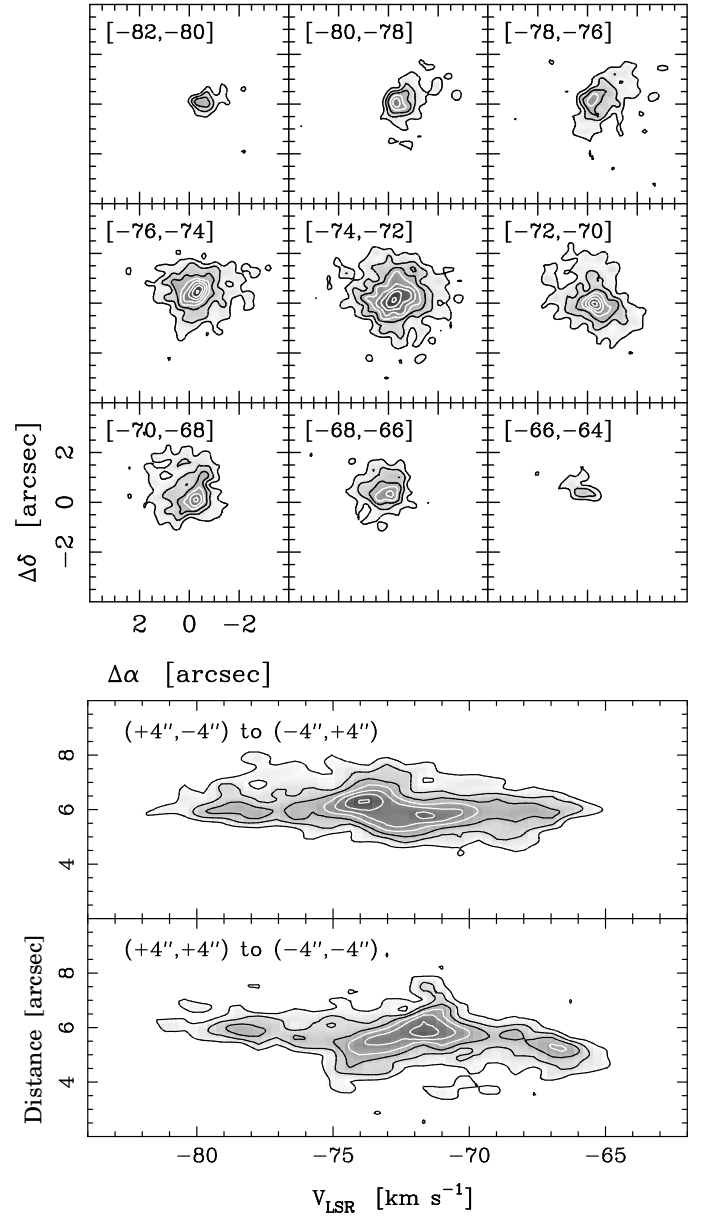 [−82,−80] [−80,−78] [−78,−76]
[−76,−74] [−74,−72] [−72,−70]
[−70,−68] [−68,−66] [−66,−64]
2
0
−2
Δδ [arcsec]
2 0 −2
Δα [arcsec]
(+4″,−4″) to (−4″,+4″)
8
6
4
(+4″,+4″) to (−4″,−4″)
8
6
4
Distance [arcsec]
−80 −75 −70 −65
V_LSR [km s⁻¹]